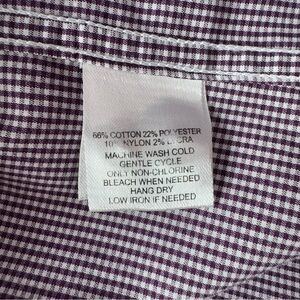 66% COTTON 22% POLYESTER
10% NYLON 2% LYCRA
MACHINE WASH COLD
GENTLE CYCLE
ONLY NON-CHLORINE
BLEACH WHEN NEEDED
HANG DRY
LOW IRON IF NEEDED